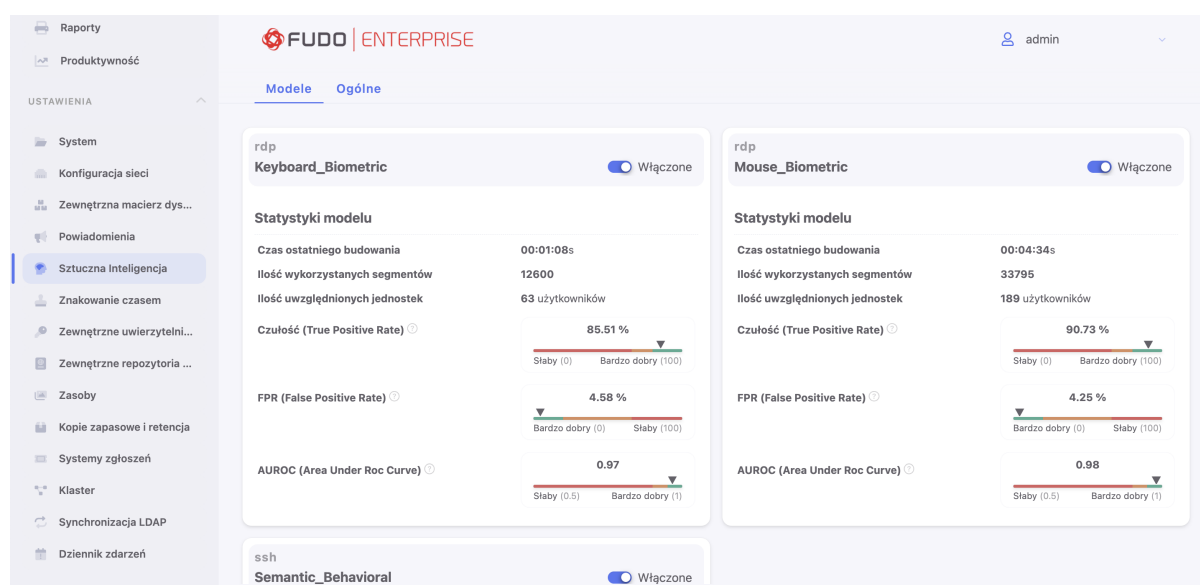 Raporty
Produktywność
USTAWIENIA
System
Konfiguracja sieci
Zewnętrzna macierz dys...
Powiadomienia
Sztuczna Inteligencja
Znakowanie czasem
Zewnętrzne uwierzytelni...
Zewnętrzne repozytoria ...
Zasoby
Kopie zapasowe i retencja
Systemy zgłoszeń
Klaster
Synchronizacja LDAP
Dziennik zdarzeń
FUDO ENTERPRISE
admin
Modele Ogólne
rdp
Keyboard_Biometric Włączone
Statystyki modelu
Czas ostatniego budowania 00:01:08s
Ilość wykorzystanych segmentów 12600
Ilość uwzględnionych jednostek 63 użytkowników
Czułość (True Positive Rate) ? 85.51 %
Słaby (0) Bardzo dobry (100)
FPR (False Positive Rate) ? 4.58 %
Bardzo dobry (0) Słaby (100)
AUROC (Area Under Roc Curve) ? 0.97
Słaby (0.5) Bardzo dobry (1)
rdp
Mouse_Biometric Włączone
Statystyki modelu
Czas ostatniego budowania 00:04:34s
Ilość wykorzystanych segmentów 33795
Ilość uwzględnionych jednostek 189 użytkowników
Czułość (True Positive Rate) ? 90.73 %
Słaby (0) Bardzo dobry (100)
FPR (False Positive Rate) ? 4.25 %
Bardzo dobry (0) Słaby (100)
AUROC (Area Under Roc Curve) ? 0.98
Słaby (0.5) Bardzo dobry (1)
ssh
Semantic_Behavioral Włączone